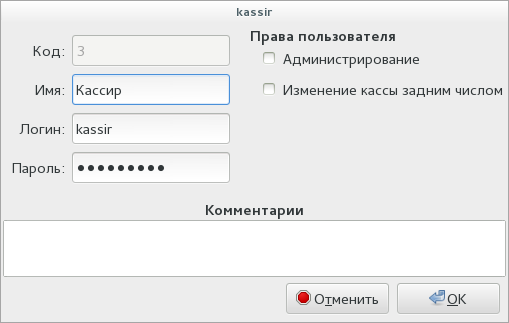 kassir
Права пользователя
Код: 3
Администрирование
Имя: Кассир
Изменение кассы задним числом
Логин: kassir
Пароль: •••••••••
Комментарии
Отменить
OK